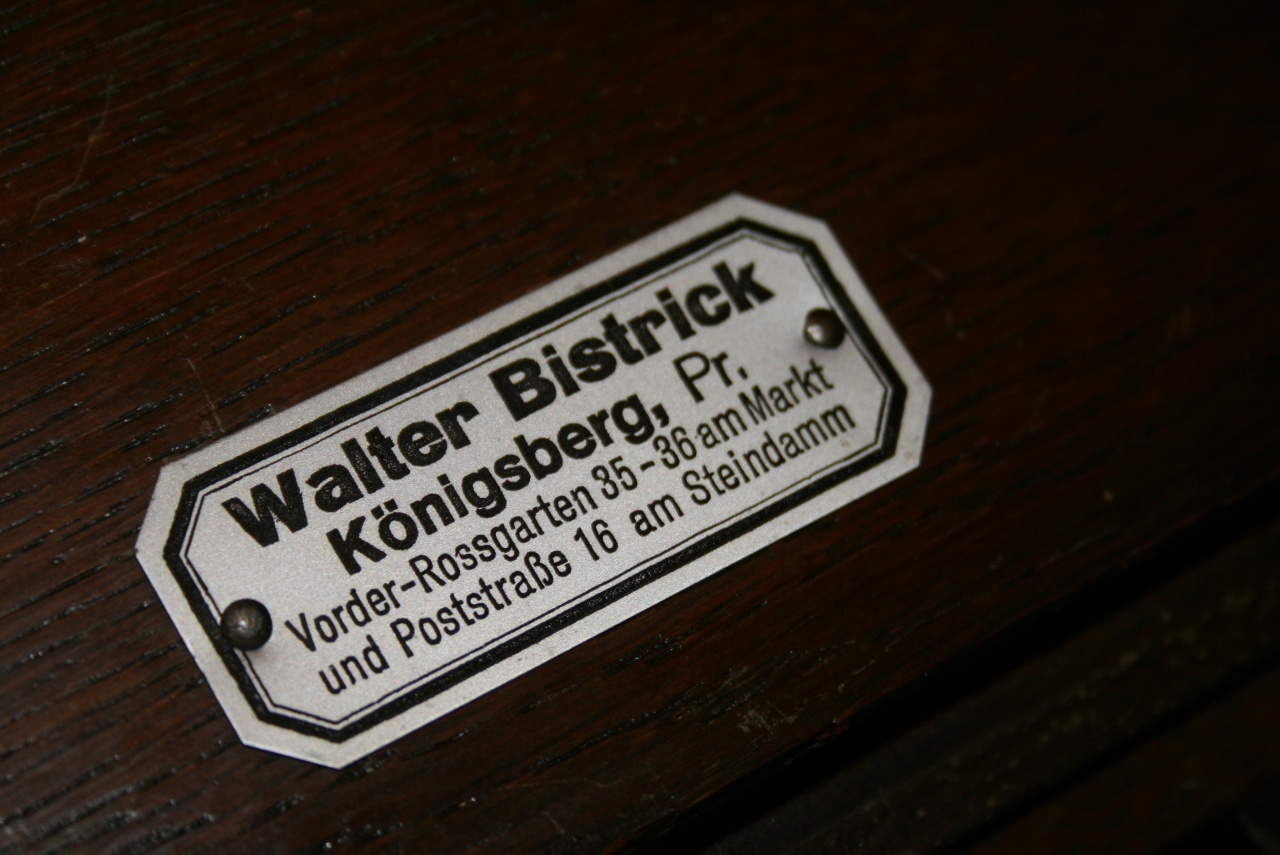 Walter Bistrick
Königsberg, Pr.
Vorder-Rossgarten 35-36 am Markt
und Poststraße 16 am Steindamm